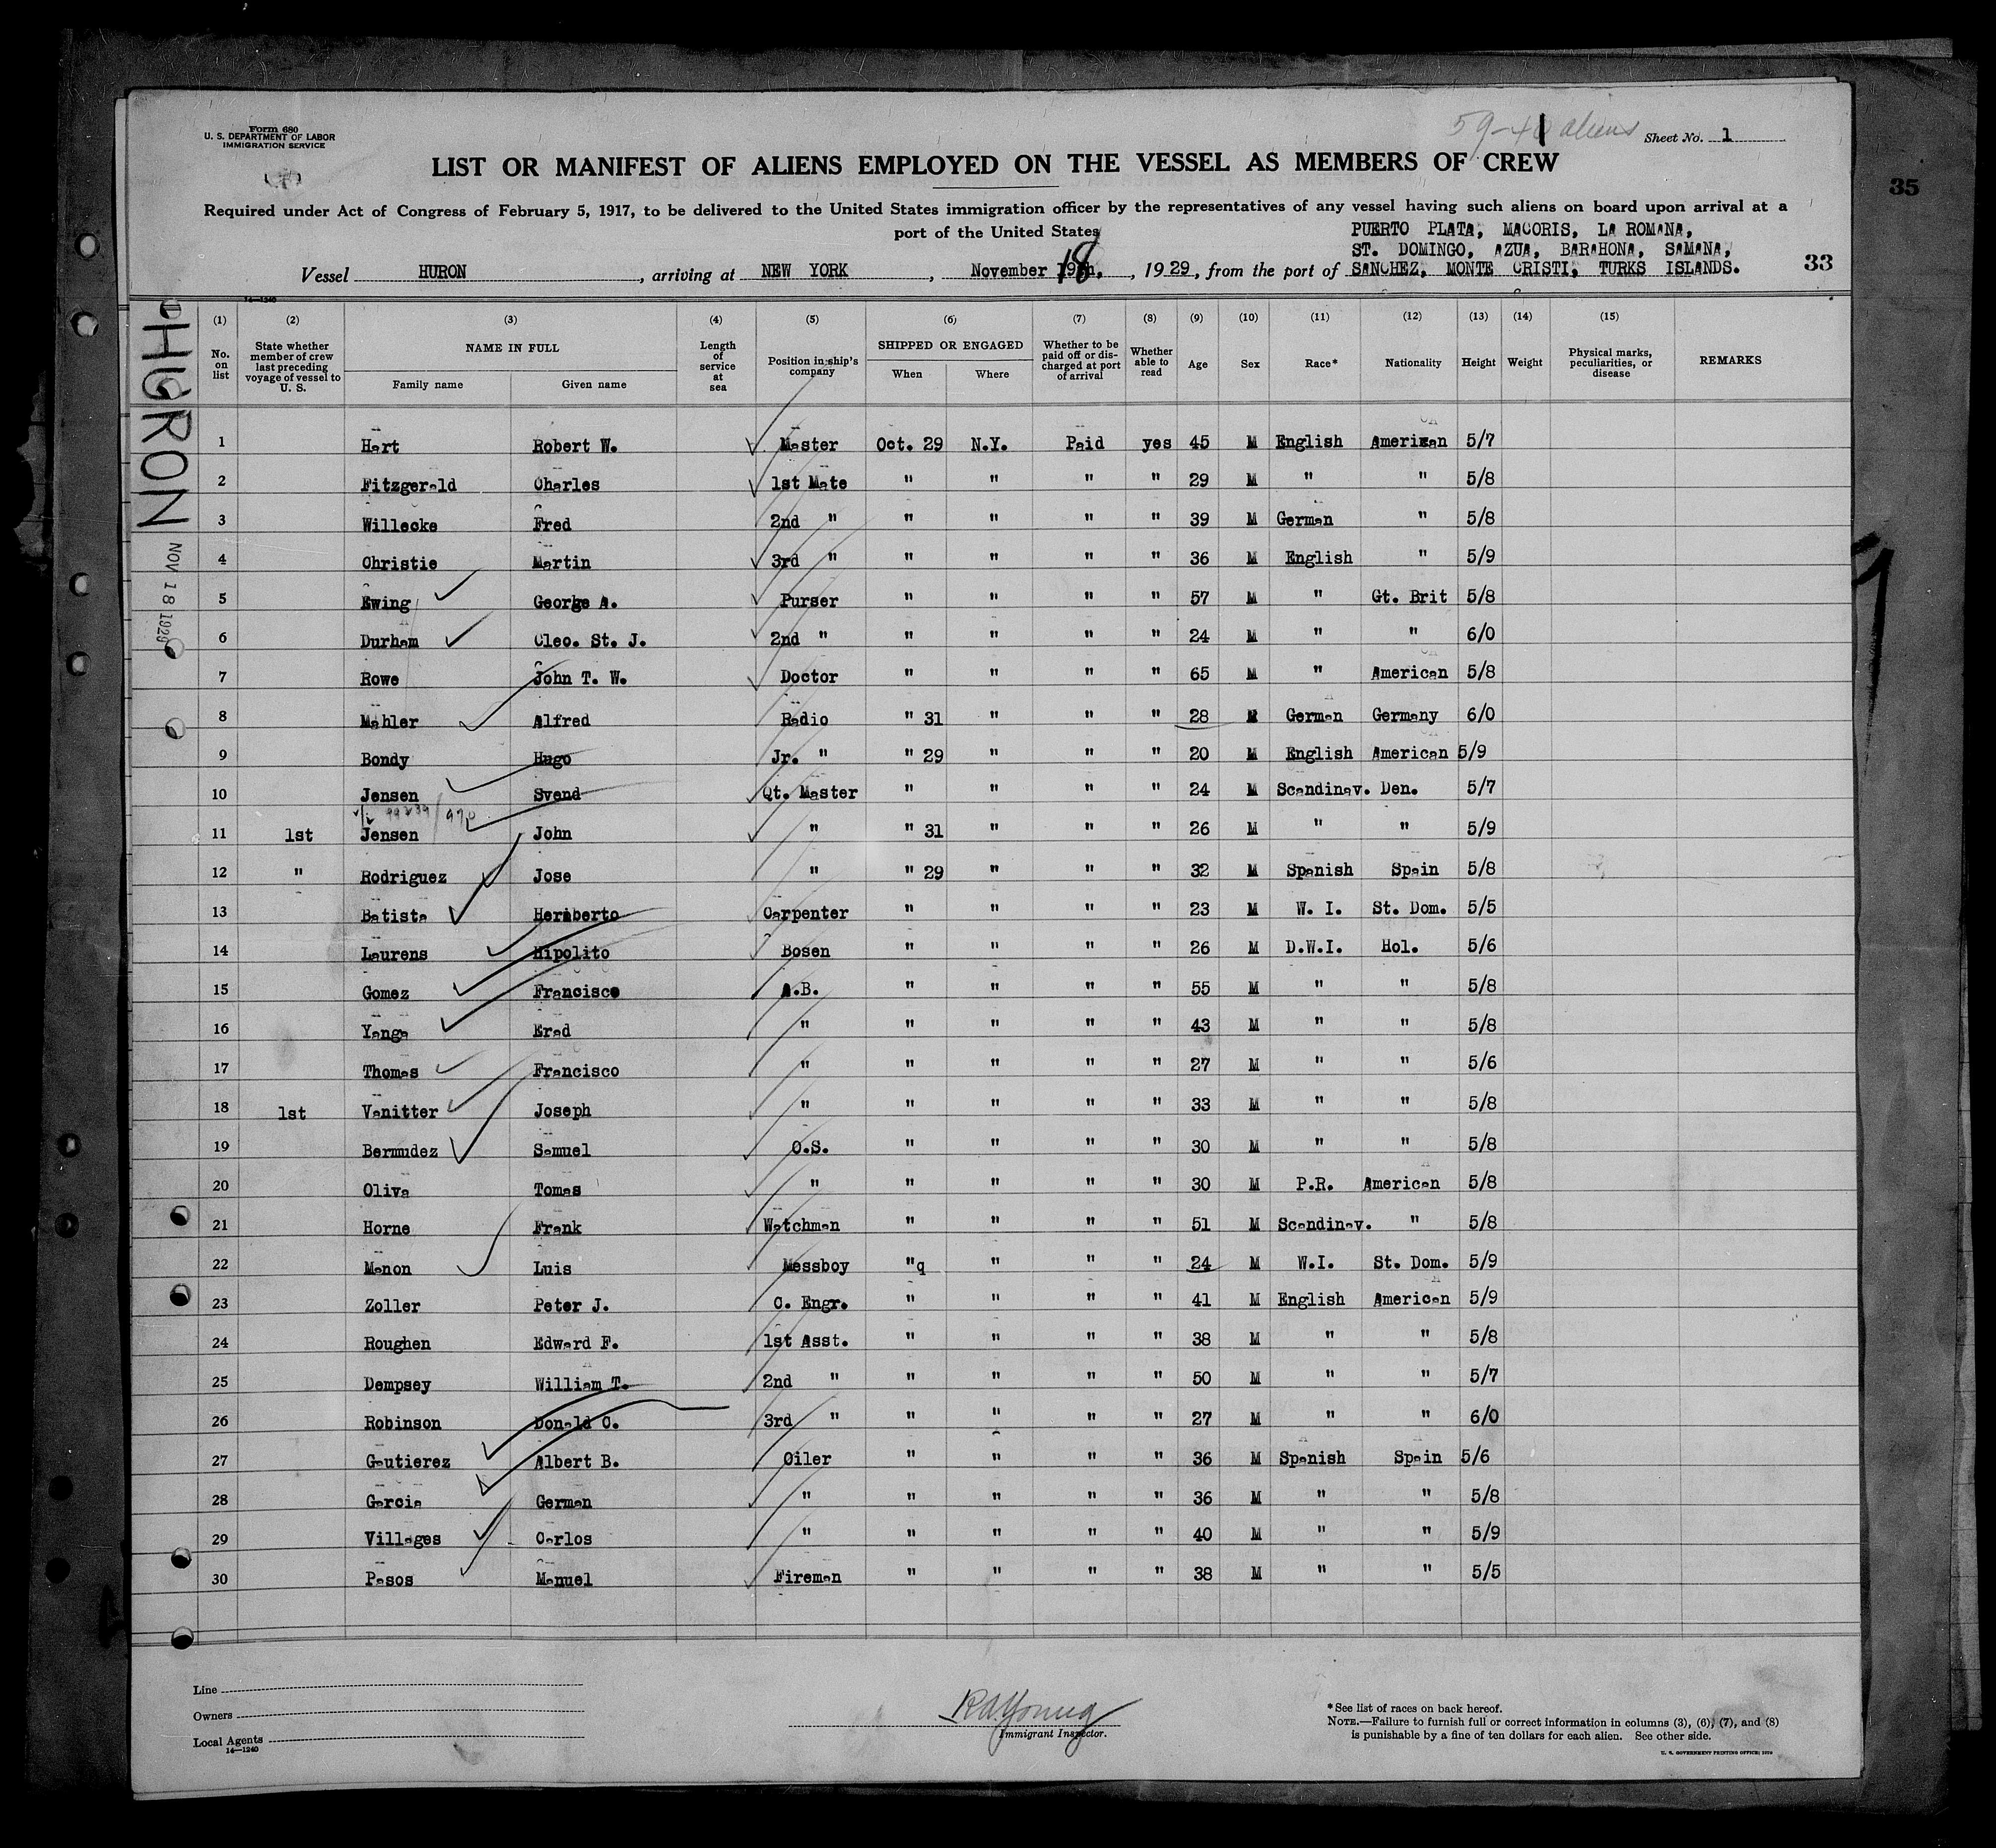 Form 680
U. S. DEPARTMENT OF LABOR
IMMIGRATION SERVICE
59-41 aliens
Sheet No. 1
LIST OR MANIFEST OF ALIENS EMPLOYED ON THE VESSEL AS MEMBERS OF CREW
35
Required under Act of Congress of February 5, 1917, to be delivered to the United States immigration officer by the representatives of any vessel having such aliens on board upon arrival at a
port of the United States
PUERTO PLATA, MACORIS, LA ROMANA,
ST. DOMINGO, AZUA, BARAHONA, SAMANA,
Vessel HURON, arriving at NEW YORK, November 18, 1929, from the port of SANCHEZ, MONTE CRISTI, TURKS ISLANDS.
33
14—1240
HURON
NOV 18 1929
(1) (2) (3) (4) (5) (6) (7) (8) (9) (10) (11) (12) (13) (14) (15)
No. on list
State whether member of crew last preceding voyage of vessel to U. S.
NAME IN FULL
Family name Given name
Length of service at sea
Position in ship's company
SHIPPED OR ENGAGED
When Where
Whether to be paid off or discharged at port of arrival
Whether able to read
Age Sex Race* Nationality Height Weight
Physical marks, peculiarities, or disease
REMARKS
1 Hart Robert W. Master Oct. 29 N.Y. Paid yes 45 M English American 5/7
2 Fitzgerald Charles 1st Mate " " " " 29 M " " 5/8
3 Willecke Fred 2nd " " " " " 39 M German " 5/8
4 Christie Martin 3rd " " " " " 36 M English " 5/9
5 Ewing George A. Purser " " " " 57 M " Gt. Brit 5/8
6 Durham Cleo. St. J. 2nd " " " " " 24 M " " 6/0
7 Rowe John T. W. Doctor " " " " 65 M " American 5/8
8 Mahler Alfred Radio " 31 " " " 28 M German Germany 6/0
9 Bondy Hugo Jr. " " 29 " " " 20 M English American 5/9
10 Jensen Svend Qt. Master " " " " 24 M Scandinav. Den. 5/7
11 1st Jensen John " " 31 " " " 26 M " " 5/9
12 " Rodriguez Jose " " 29 " " " 32 M Spanish Spain 5/8
13 Batista Heriberto Carpenter " " " " 23 M W. I. St. Dom. 5/5
14 Laurens Hipolito Bosen " " " " 26 M D.W.I. Hol. 5/6
15 Gomez Francisco A.B. " " " " 55 M " " 5/8
16 Yanga Erad " " " " " 43 M " " 5/8
17 Thomas Francisco " " " " " 27 M " " 5/6
18 1st Vanitter Joseph " " " " " 33 M " " 5/8
19 Bermudez Samuel O.S. " " " " 30 M " " 5/8
20 Oliva Tomas " " " " " 30 M P.R. American 5/8
21 Horne Frank Watchman " " " " 51 M Scandinav. " 5/8
22 Manon Luis Messboy "q " " " 24 M W.I. St. Dom. 5/9
23 Zoller Peter J. C. Engr. " " " " 41 M English American 5/9
24 Roughen Edward F. 1st Asst. " " " " 38 M " " 5/8
25 Dempsey William T. 2nd " " " " " 50 M " " 5/7
26 Robinson Donald C. 3rd " " " " " 27 M " " 6/0
27 Gautierez Albert B. Oiler " " " " 36 M Spanish Spain 5/6
28 Garcia German " " " " " 36 M " " 5/8
29 Villages Carlos " " " " " 40 M " " 5/9
30 Pasos Manuel Fireman " " " " 38 M " " 5/5
Line
Owners
Local Agents
14—1240
R.A. Young
Immigrant Inspector.
* See list of races on back hereof.
NOTE.—Failure to furnish full or correct information in columns (3), (6), (7), and (8)
is punishable by a fine of ten dollars for each alien. See other side.
U. S. GOVERNMENT PRINTING OFFICE: 1929